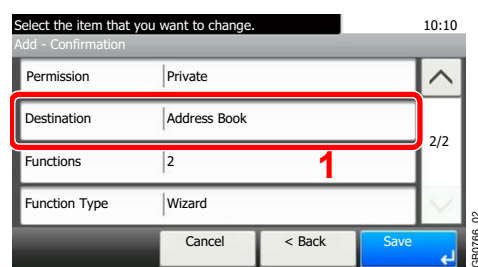 Select the item that you want to change. 10:10
Add - Confirmation
Permission Private
Destination Address Book
2/2
Functions 2
1
Function Type Wizard
Cancel < Back Save
GB0766_02